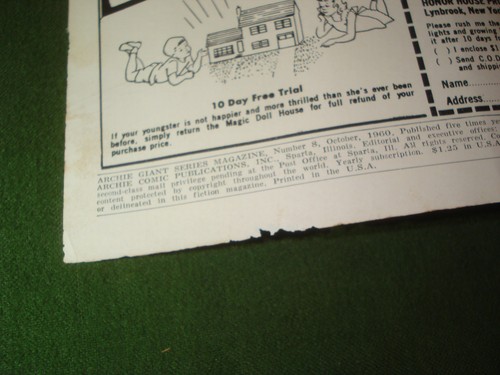 HONOR HOUSE
Lynbrook, New
Please rush me the
lights and growing
it after 10 days
( ) I enclose
( ) Send C.O.D.
and shipping
Name
Address
10 Day Free Trial
If your youngster is not happier and more thrilled than she's ever been
before, simply return the Magic Doll House for full refund of your
purchase price.
ARCHIE GIANT SERIES MAGAZINE, Number 8, October, 1960, Published five times
ARCHIE COMIC PUBLICATIONS, INC., Sparta, Illinois. Editorial and executive
second-class mail privilege pending at the Post Office at Sparta, Ill. All rights reserved.
content protected by copyright throughout the world. Yearly subscription. $1.25 in U.S.A.
or delineated in this fiction magazine. Printed in the U.S.A.